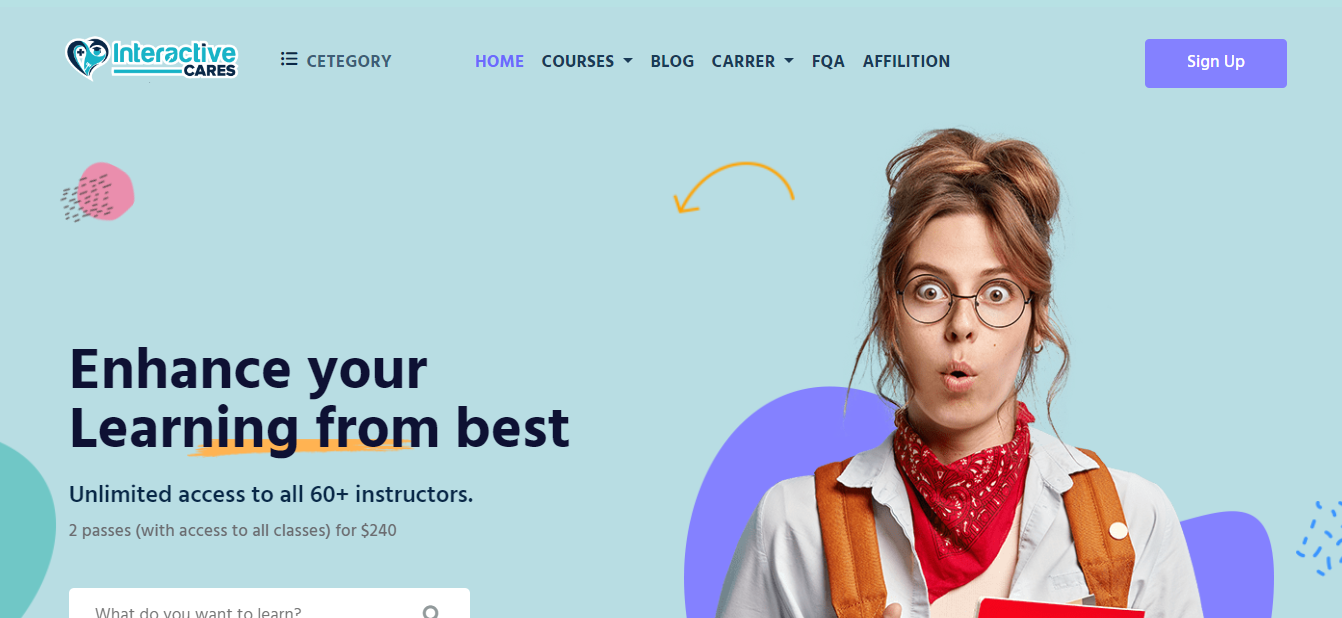 Interactive
CARES
CETEGORY
HOME COURSES BLOG CARRER FQA AFFILITION
Sign Up
Enhance your
Learning from best
Unlimited access to all 60+ instructors.
2 passes (with access to all classes) for $240
What do you want to learn?